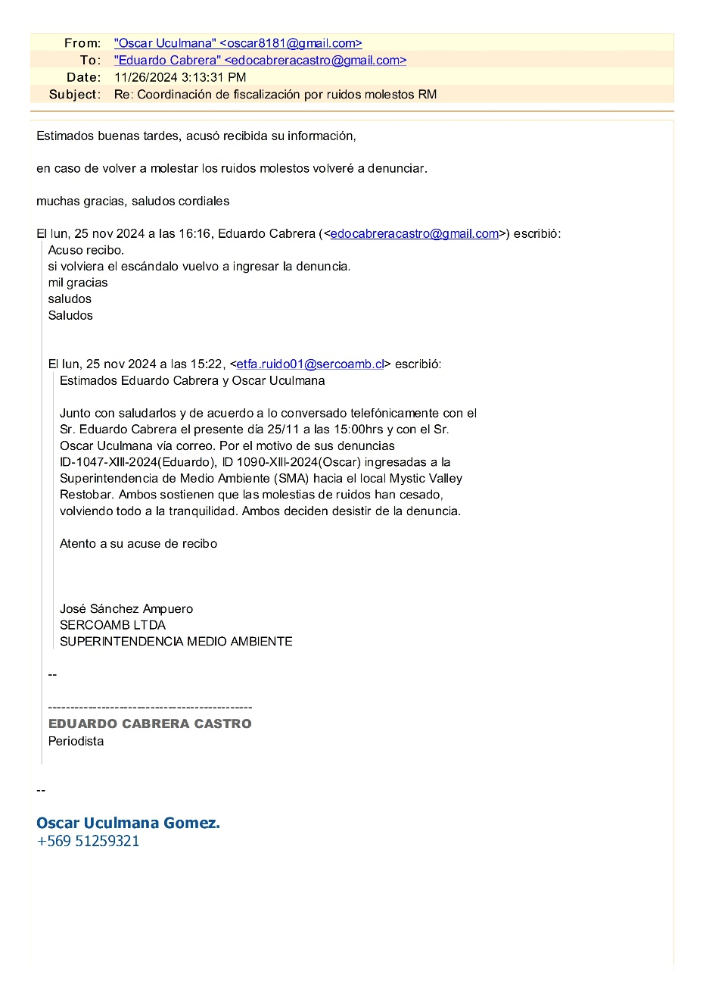 From: "Oscar Uculmana" <oscar8181@gmail.com>
To: "Eduardo Cabrera" <edocabreracastro@gmail.com>
Date: 11/26/2024 3:13:31 PM
Subject: Re: Coordinación de fiscalización por ruidos molestos RM
Estimados buenas tardes, acusó recibida su información,
en caso de volver a molestar los ruidos molestos volveré a denunciar.
muchas gracias, saludos cordiales
El lun, 25 nov 2024 a las 16:16, Eduardo Cabrera (<edocabreracastro@gmail.com>) escribió:
Acuso recibo.
si volviera el escándalo vuelvo a ingresar la denuncia.
mil gracias
saludos
Saludos
El lun, 25 nov 2024 a las 15:22, <etfa.ruido01@sercoamb.cl> escribió:
Estimados Eduardo Cabrera y Oscar Uculmana
Junto con saludarlos y de acuerdo a lo conversado telefónicamente con el
Sr. Eduardo Cabrera el presente día 25/11 a las 15:00hrs y con el Sr.
Oscar Uculmana vía correo. Por el motivo de sus denuncias
ID-1047-XIII-2024(Eduardo), ID 1090-XIII-2024(Oscar) ingresadas a la
Superintendencia de Medio Ambiente (SMA) hacia el local Mystic Valley
Restobar. Ambos sostienen que las molestias de ruidos han cesado,
volviendo todo a la tranquilidad. Ambos deciden desistir de la denuncia.
Atento a su acuse de recibo
José Sánchez Ampuero
SERCOAMB LTDA
SUPERINTENDENCIA MEDIO AMBIENTE
--
---------------------------------------------
EDUARDO CABRERA CASTRO
Periodista
--
Oscar Uculmana Gomez.
+569 51259321